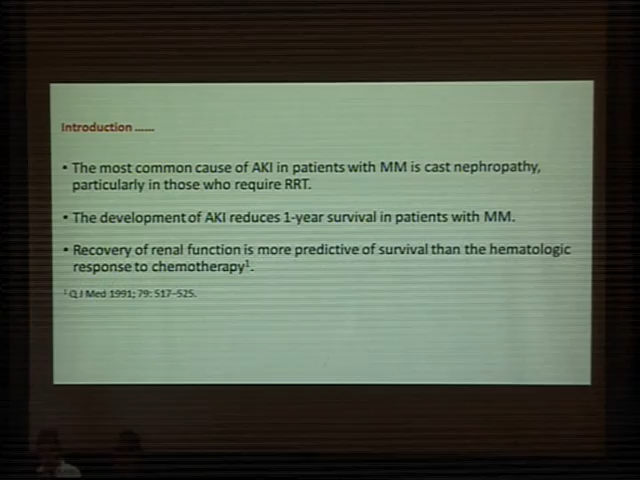 Introduction ......
• The most common cause of AKI in patients with MM is cast nephropathy,
particularly in those who require RRT.
• The development of AKI reduces 1-year survival in patients with MM.
• Recovery of renal function is more predictive of survival than the hematologic
response to chemotherapy¹.
¹ Q J Med 1991; 79: 517–525.